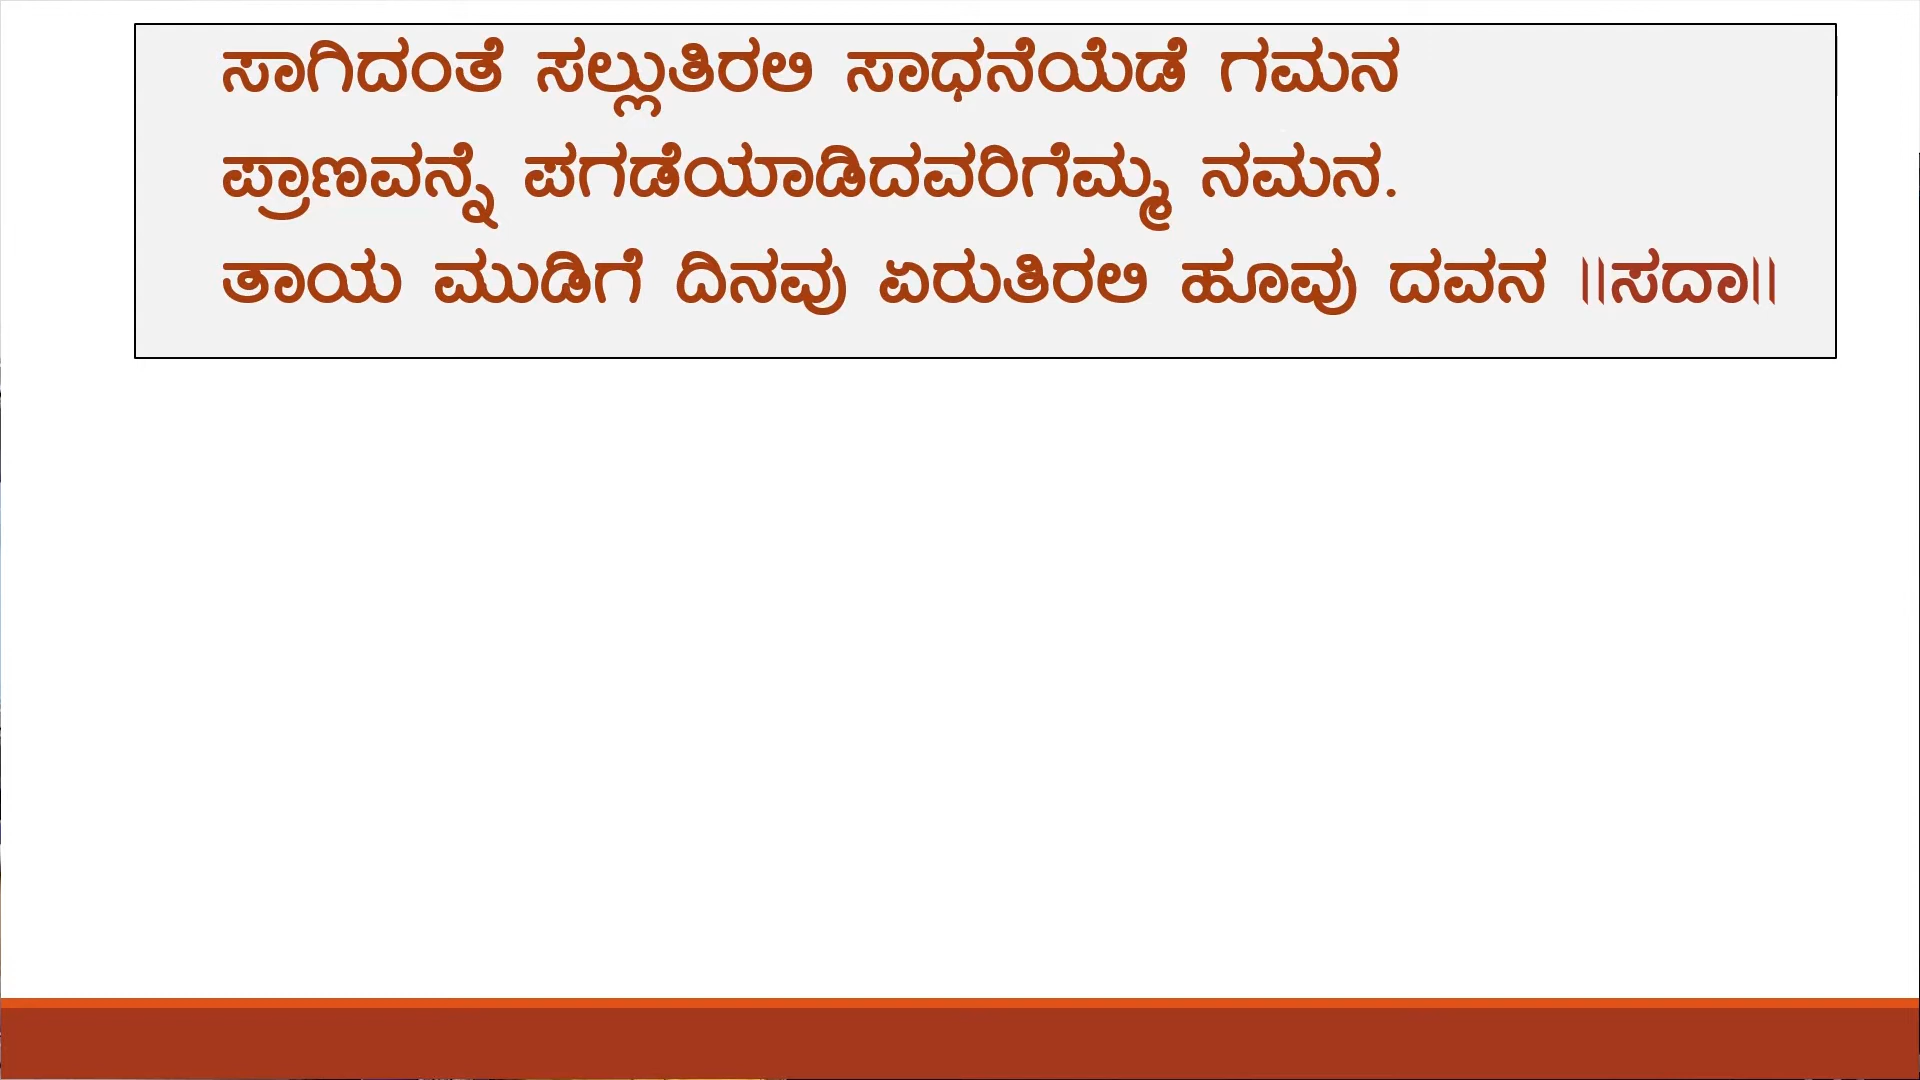 ಸಾಗಿದಂತೆ ಸಲ್ಲುತಿರಲಿ ಸಾಧನೆಯೆಡೆ ಗಮನ
ಪ್ರಾಣವನ್ನೆ ಪಗಡೆಯಾಡಿದವರಿಗೆಮ್ಮ ನಮನ.
ತಾಯ ಮುಡಿಗೆ ದಿನವು ಏರುತಿರಲಿ ಹೂವು ದವನ ॥ಸದಾ॥